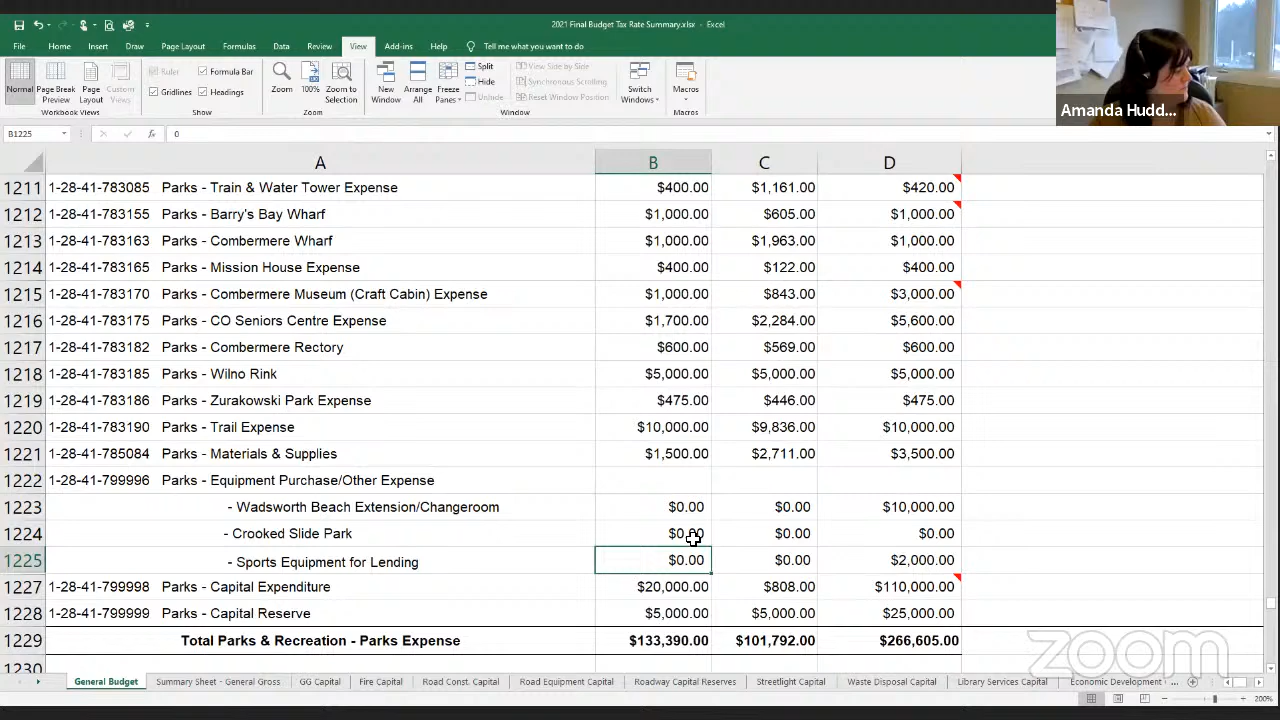 2021 Final Budget Tax Rate Summary.xlsx - Excel
File Home Insert Draw Page Layout Formulas Data Review View Add-ins Help Tell me what you want to do
Normal Page Break Preview Page Layout Custom Views
Ruler Formula Bar
Gridlines Headings
Zoom 100% Zoom to Selection
New Window Arrange All Freeze Panes
Split
Hide
Unhide
View Side by Side
Synchronous Scrolling
Reset Window Position
Switch Windows Macros
Workbook Views Show Zoom Window Macros
Amanda Hudd...
B1225 fx 0
A B C D
1211 1-28-41-783085 Parks - Train & Water Tower Expense $400.00 $1,161.00 $420.00
1212 1-28-41-783155 Parks - Barry's Bay Wharf $1,000.00 $605.00 $1,000.00
1213 1-28-41-783163 Parks - Combermere Wharf $1,000.00 $1,963.00 $1,000.00
1214 1-28-41-783165 Parks - Mission House Expense $400.00 $122.00 $400.00
1215 1-28-41-783170 Parks - Combermere Museum (Craft Cabin) Expense $1,000.00 $843.00 $3,000.00
1216 1-28-41-783175 Parks - CO Seniors Centre Expense $1,700.00 $2,284.00 $5,600.00
1217 1-28-41-783182 Parks - Combermere Rectory $600.00 $569.00 $600.00
1218 1-28-41-783185 Parks - Wilno Rink $5,000.00 $5,000.00 $5,000.00
1219 1-28-41-783186 Parks - Zurakowski Park Expense $475.00 $446.00 $475.00
1220 1-28-41-783190 Parks - Trail Expense $10,000.00 $9,836.00 $10,000.00
1221 1-28-41-785084 Parks - Materials & Supplies $1,500.00 $2,711.00 $3,500.00
1222 1-28-41-799996 Parks - Equipment Purchase/Other Expense
1223 - Wadsworth Beach Extension/Changeroom $0.00 $0.00 $10,000.00
1224 - Crooked Slide Park $0.00 $0.00 $0.00
1225 - Sports Equipment for Lending $0.00 $0.00 $2,000.00
1227 1-28-41-799998 Parks - Capital Expenditure $20,000.00 $808.00 $110,000.00
1228 1-28-41-799999 Parks - Capital Reserve $5,000.00 $5,000.00 $25,000.00
1229 Total Parks & Recreation - Parks Expense $133,390.00 $101,792.00 $266,605.00
1230
zoom
General Budget Summary Sheet - General Gross GG Capital Fire Capital Road Const. Capital Road Equipment Capital Roadway Capital Reserves Streetlight Capital Waste Disposal Capital Library Services Capital Economic Development ...
200%